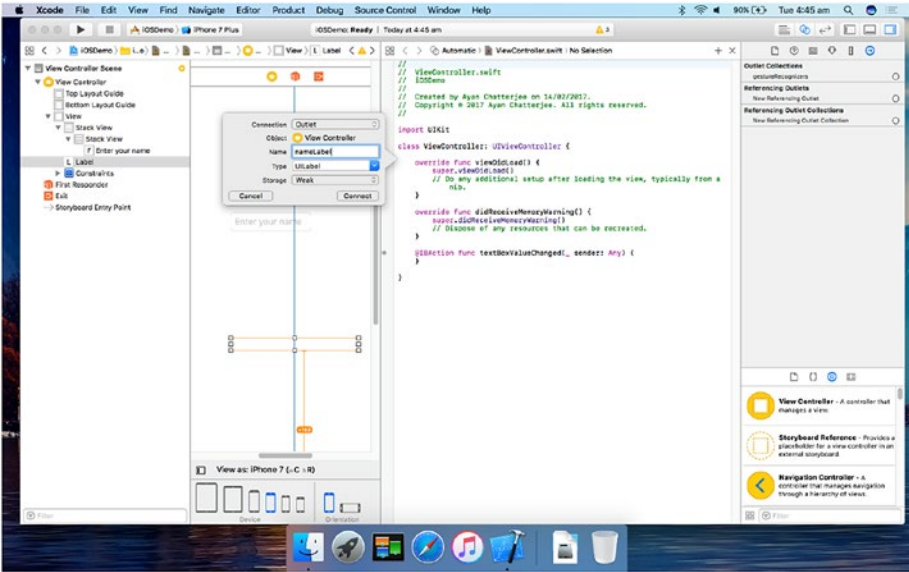 Xcode File Edit View Find Navigate Editor Product Debug Source Control Window Help 90% Tue 4:45 am
iOSDemo iPhone 7 Plus iOSDemo: Ready | Today at 4:45 am 3
iOSDemo View L Label Automatic ViewController.swift No Selection
View Controller Scene
View Controller
Top Layout Guide
Bottom Layout Guide
View
Stack View
Stack View
F Enter your name
L Label
Constraints
First Responder
Exit
Storyboard Entry Point
Filter
Connection Outlet
Object View Controller
Name nameLabel
Type UILabel
Storage Weak
Cancel Connect
Enter your name
View as: iPhone 7 (wC hR)
Device Orientation
//
// ViewController.swift
// iOSDemo
//
// Created by Ayan Chatterjee on 14/02/2017.
// Copyright © 2017 Ayan Chatterjee. All rights reserved.
//
import UIKit
class ViewController: UIViewController {
override func viewDidLoad() {
super.viewDidLoad()
// Do any additional setup after loading the view, typically from a
nib.
}
override func didReceiveMemoryWarning() {
super.didReceiveMemoryWarning()
// Dispose of any resources that can be recreated.
}
@IBAction func textBoxValueChanged(_ sender: Any) {
}
}
Outlet Collections
gestureRecognizers
Referencing Outlets
New Referencing Outlet
Referencing Outlet Collections
New Referencing Outlet Collection
View Controller - A controller that
manages a view.
Storyboard Reference - Provides a
placeholder for a view controller in an
external storyboard.
Navigation Controller - A
controller that manages navigation
through a hierarchy of views.
Filter